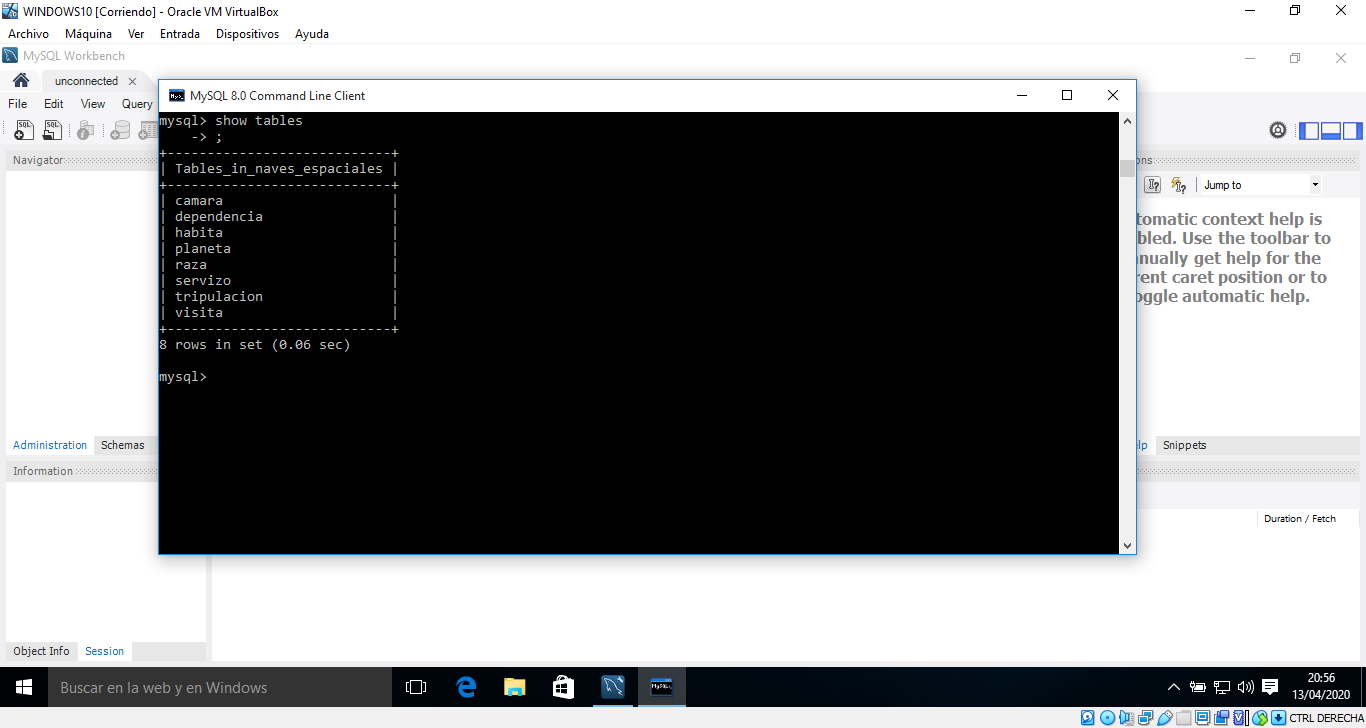 WINDOWS10 [Corriendo] - Oracle VM VirtualBox
Archivo Máquina Ver Entrada Dispositivos Ayuda
MySQL Workbench
unconnected
File Edit View Query
MySQL 8.0 Command Line Client
mysql> show tables
-> ;
+----------------------------+
| Tables_in_naves_espaciales |
+----------------------------+
| camara |
| dependencia |
| habita |
| planeta |
| raza |
| servizo |
| tripulacion |
| visita |
+----------------------------+
8 rows in set (0.06 sec)
mysql>
Navigator
ons
Jump to
tomatic context help is
bled. Use the toolbar to
nually get help for the
rent caret position or to
oggle automatic help.
Administration Schemas
lp Snippets
Information
Duration / Fetch
Object Info Session
Buscar en la web y en Windows
MySQL
20:56
13/04/2020
CTRL DERECHA